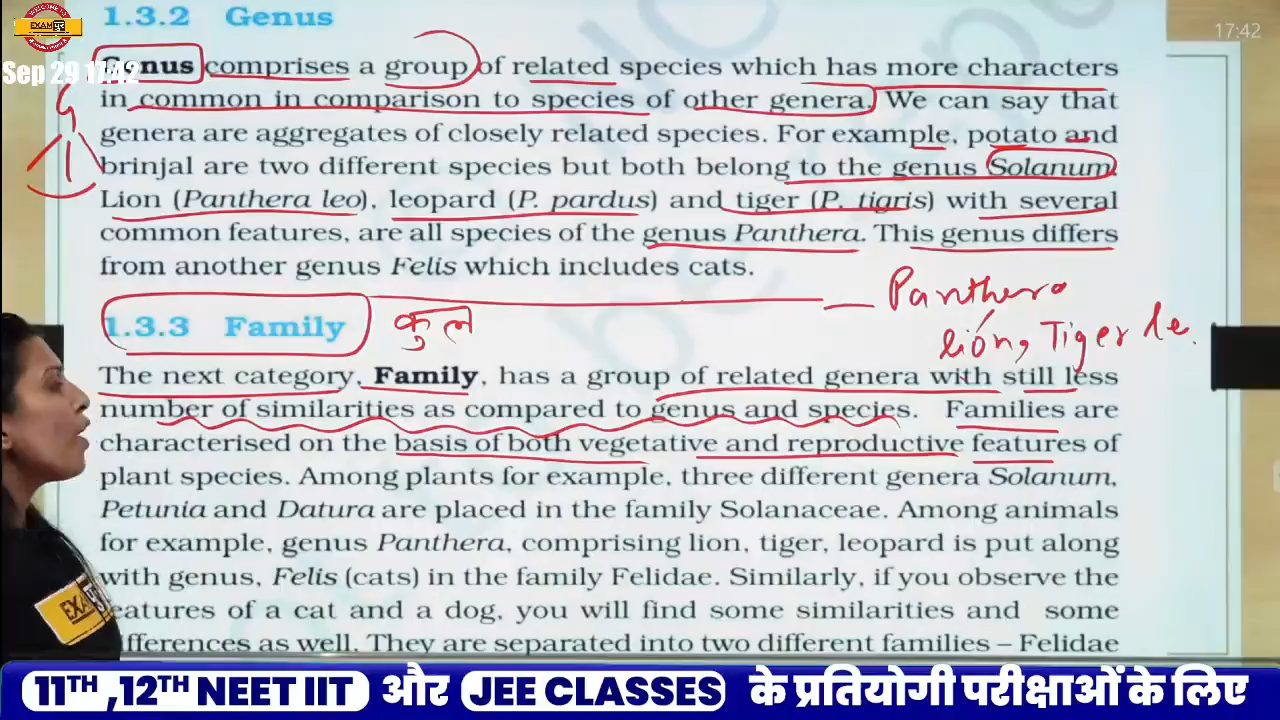 1.3.2 Genus
17:42
EXAM
Sep 29 17:42
Genus comprises a group of related species which has more characters
in common in comparison to species of other genera. We can say that
genera are aggregates of closely related species. For example, potato and
brinjal are two different species but both belong to the genus Solanum.
Lion (Panthera leo), leopard (P. pardus) and tiger (P. tigris) with several
common features, are all species of the genus Panthera. This genus differs
from another genus Felis which includes cats.
Panthera
1.3.3 Family कुल
lion, Tiger le.
The next category, Family, has a group of related genera with still less
number of similarities as compared to genus and species. Families are
characterised on the basis of both vegetative and reproductive features of
plant species. Among plants for example, three different genera Solanum,
Petunia and Datura are placed in the family Solanaceae. Among animals
for example, genus Panthera, comprising lion, tiger, leopard is put along
with genus, Felis (cats) in the family Felidae. Similarly, if you observe the
features of a cat and a dog, you will find some similarities and some
differences as well. They are separated into two different families – Felidae
EXA
11TH ,12TH NEET IIT और JEE CLASSES के प्रतियोगी परीक्षाओं के लिए